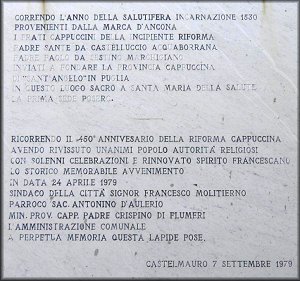 CORRENDO L'ANNO DELLA SALUTIFERA INCARNAZIONE 1530
PROVENIENTI DALLA MARCA D'ANCONA
I FRATI CAPPUCCINI DELLA INCIPIENTE RIFORMA
PADRE SANTE DA CASTELLUCCIO ACQUABORRANA
PADRE PAOLO DA SESTINO MARCHIGIANO
INVIATI A FONDARE LA PROVINCIA CAPPUCCINA
DI "SANT'ANGELO" IN PUGLIA
IN QUESTO LUOGO SACRO A SANTA MARIA DELLA SALUTE
LA PRIMA SEDE POSERO.
RICORRENDO IL 450° ANNIVESARIO DELLA RIFORMA CAPPUCCINA
AVENDO RIVISSUTO UNANIMI POPOLO AUTORITÀ RELIGIOSI
CON SOLENNI CELEBRAZIONI E RINNOVATO SPIRITO FRANCESCANO
LO STORICO MEMORABILE AVVENIMENTO
IN DATA 24 APRILE 1979
SINDACO DELLA CITTÀ SIGNOR FRANCESCO MOLITIERNO
PARROCO SAC. ANTONINO D'AULERIO
MIN. PROV. CAPP. PADRE CRISPINO DI FLUMERI
L'AMMINISTRAZIONE COMUNALE
A PERPETUA MEMORIA QUESTA LAPIDE POSE.
CASTELMAURO 7 SETTEMBRE 1979